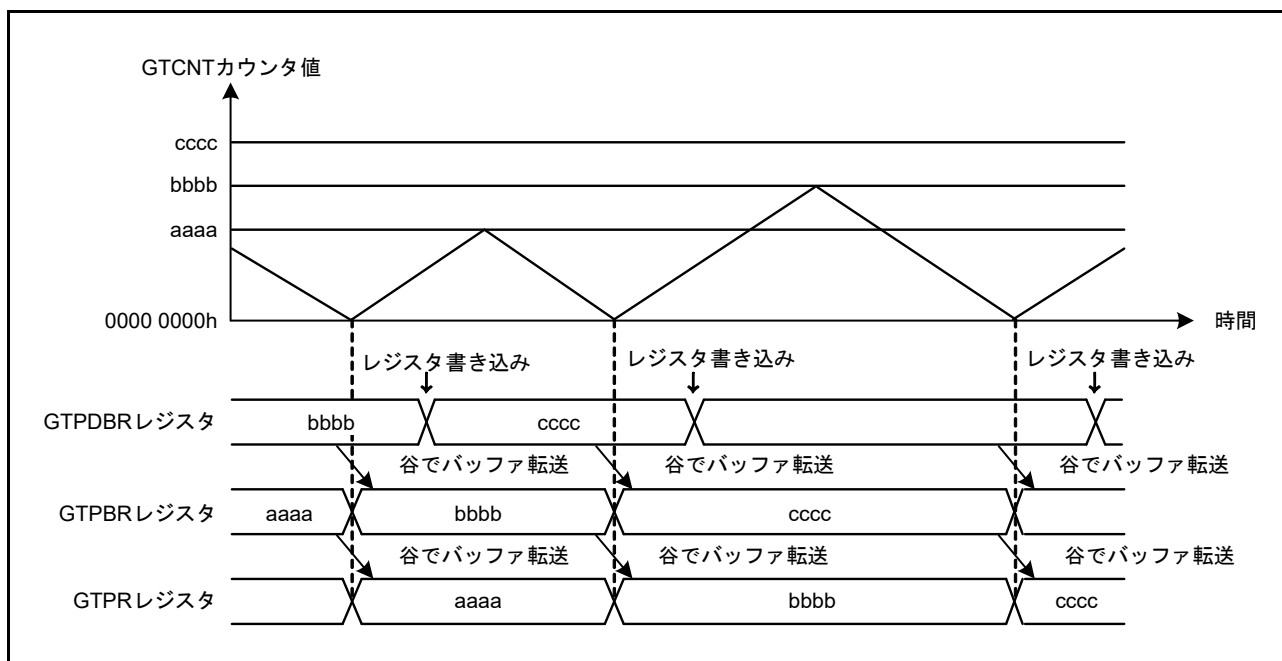 GTCNTカウンタ値
cccc
bbbb
aaaa
0000 0000h
時間
レジスタ書き込み レジスタ書き込み レジスタ書き込み
GTPDBRレジスタ bbbb cccc
谷でバッファ転送 谷でバッファ転送 谷でバッファ転送
GTPBRレジスタ aaaa bbbb cccc
谷でバッファ転送 谷でバッファ転送 谷でバッファ転送
GTPRレジスタ aaaa bbbb cccc